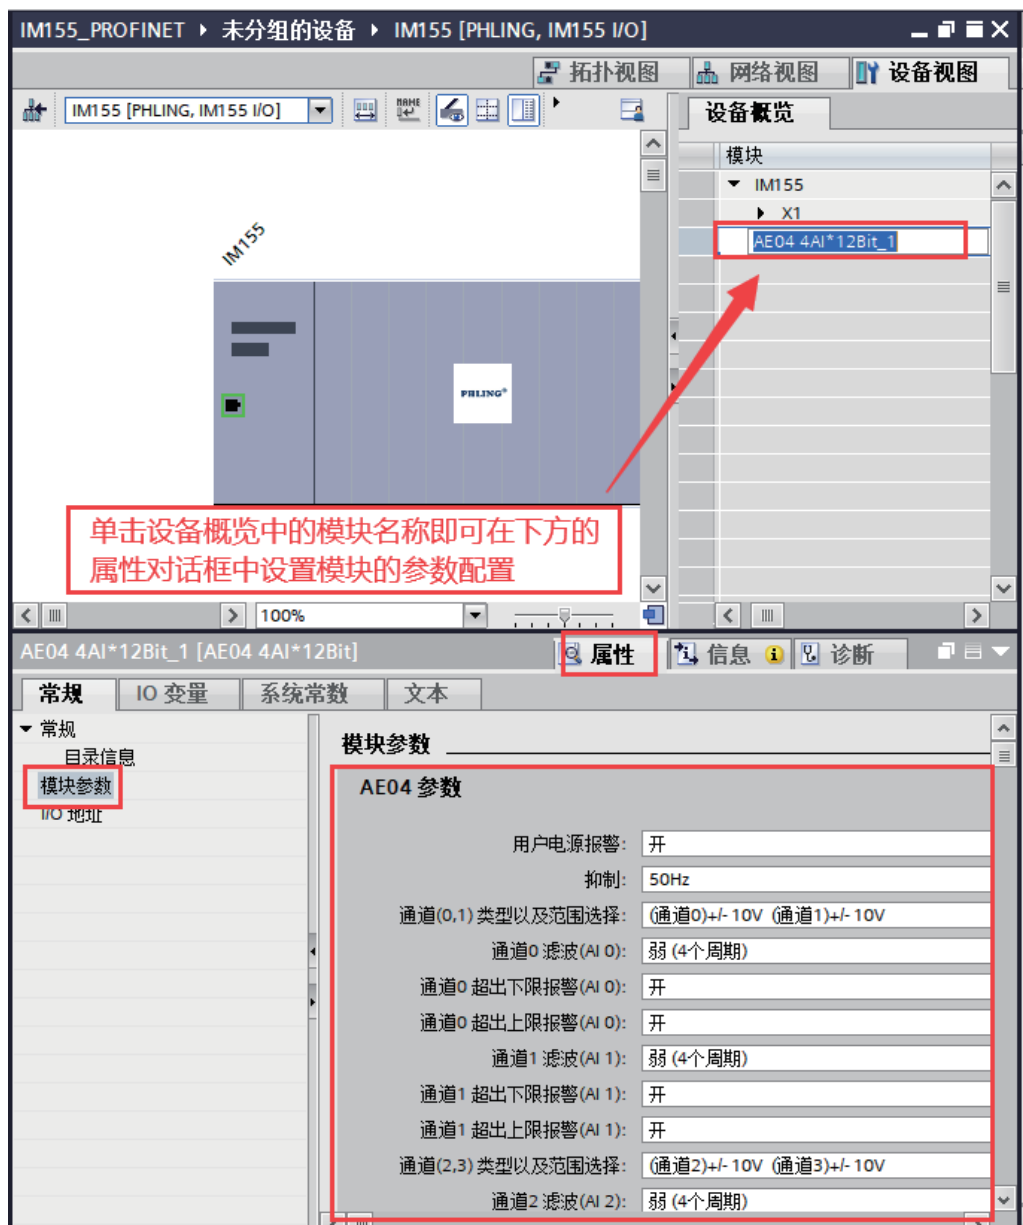 IM155_PROFINET ▸ 未分组的设备 ▸ IM155 [PHLING, IM155 I/O]
拓扑视图 网络视图 设备视图
IM155 [PHLING, IM155 I/O]
NAME
设备概览
模块
IM155
X1
AE04 4AI*12Bit_1
IM155
PHLING®
单击设备概览中的模块名称即可在下方的
属性对话框中设置模块的参数配置
100%
AE04 4AI*12Bit_1 [AE04 4AI*12Bit]
属性 信息 诊断
常规 IO 变量 系统常数 文本
常规
目录信息
模块参数
I/O 地址
模块参数
AE04 参数
用户电源报警: 开
抑制: 50Hz
通道(0,1) 类型以及范围选择: (通道0)+/- 10V (通道1)+/- 10V
通道0 滤波(AI 0): 弱 (4个周期)
通道0 超出下限报警(AI 0): 开
通道0 超出上限报警(AI 0): 开
通道1 滤波(AI 1): 弱 (4个周期)
通道1 超出下限报警(AI 1): 开
通道1 超出上限报警(AI 1): 开
通道(2,3) 类型以及范围选择: (通道2)+/- 10V (通道3)+/- 10V
通道2 滤波(AI 2): 弱 (4个周期)